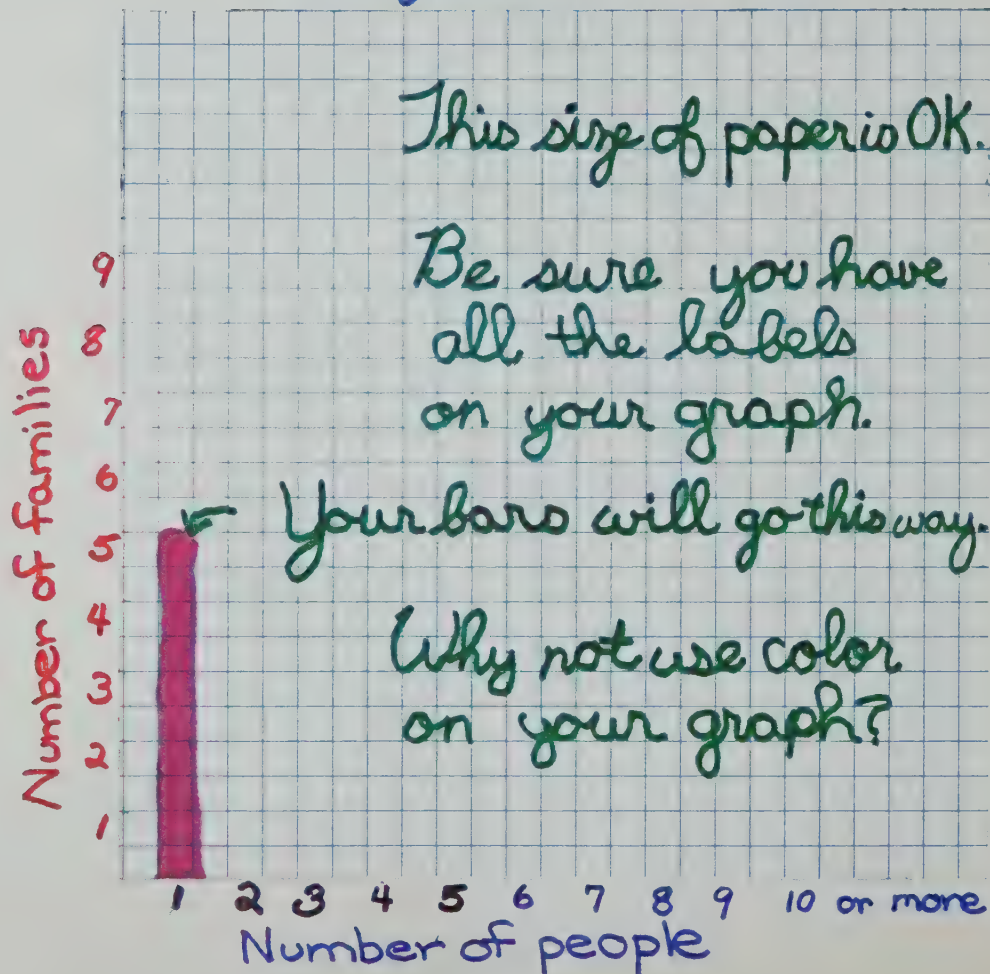 This size of paper is OK.
9
Be sure you have
8
all the labels
7
on your graph.
6
Your bars will go this way.
5
4
Why not use color
3
on your graph?
2
1
Number of families
1 2 3 4 5 6 7 8 9 10 or more
Number of people